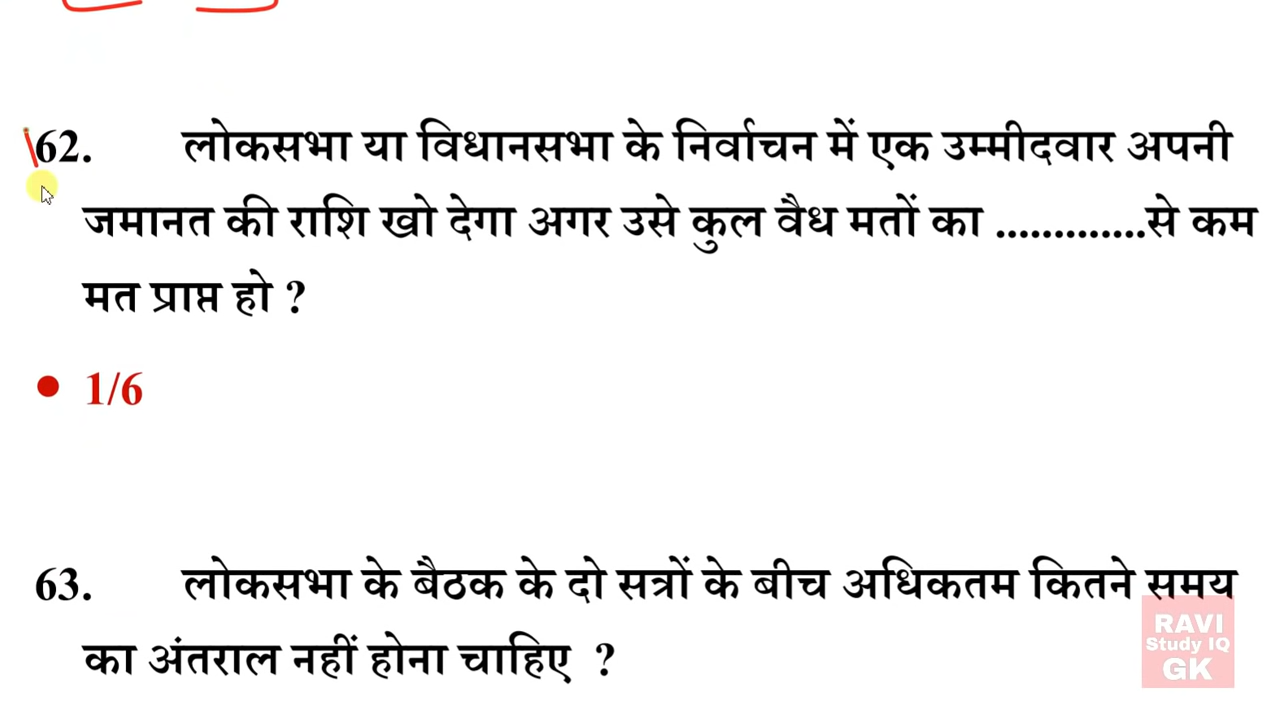 62. लोकसभा या विधानसभा के निर्वाचन में एक उम्मीदवार अपनी
जमानत की राशि खो देगा अगर उसे कुल वैध मतों का .............से कम
मत प्राप्त हो ?
• 1/6
63. लोकसभा के बैठक के दो सत्रों के बीच अधिकतम कितने समय
का अंतराल नहीं होना चाहिए ?
RAVI
Study IQ
GK